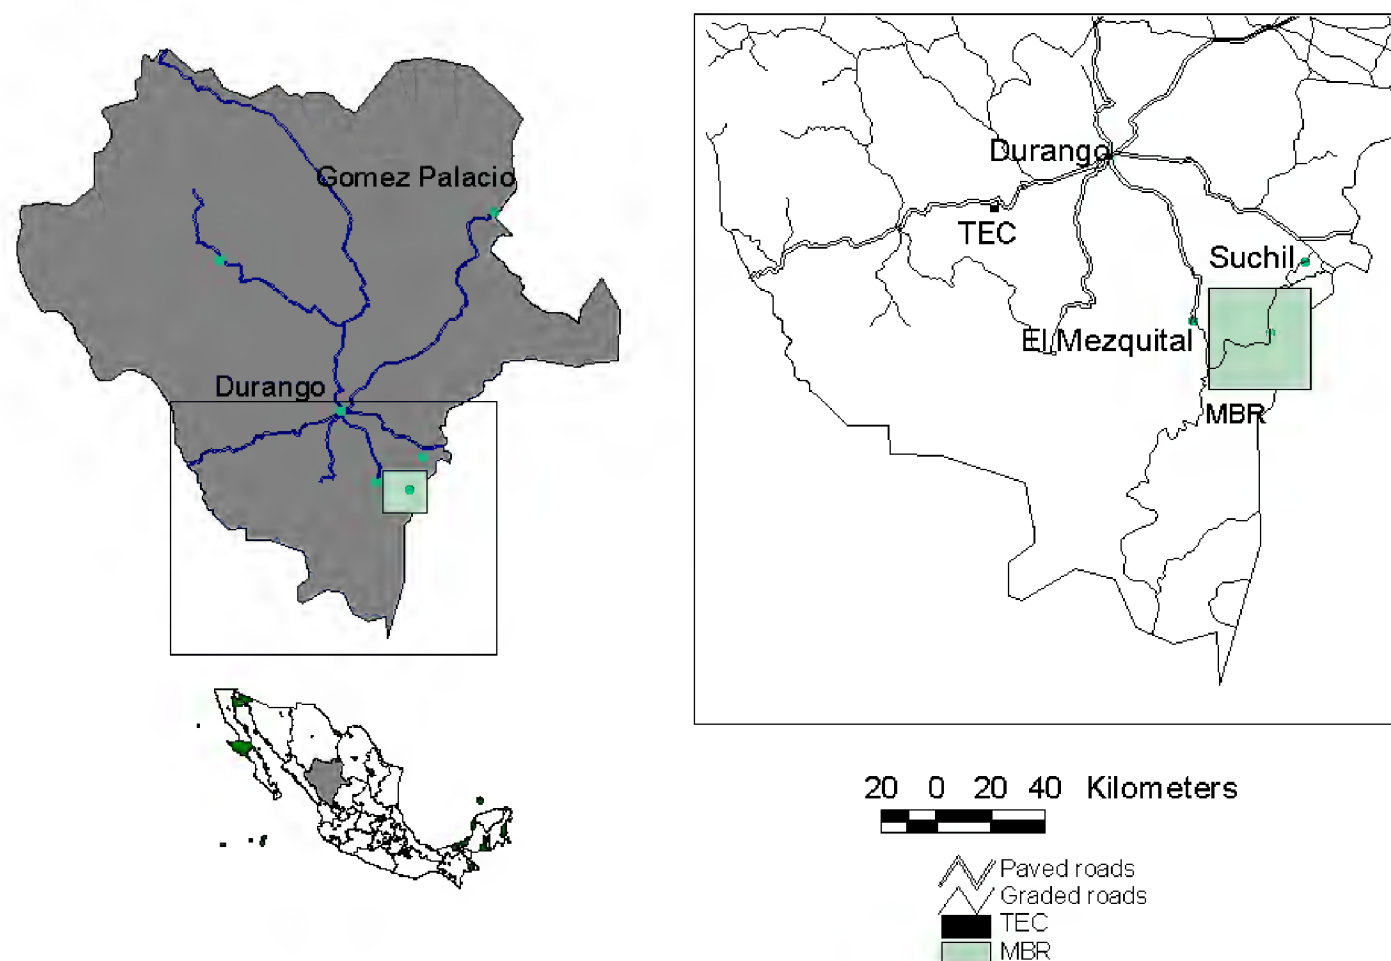 Gomez Palacio
Durango
Durango
TEC
Suchil
El Mezquital
MBR
20 0 20 40 Kilometers
Paved roads
Graded roads
TEC
MBR